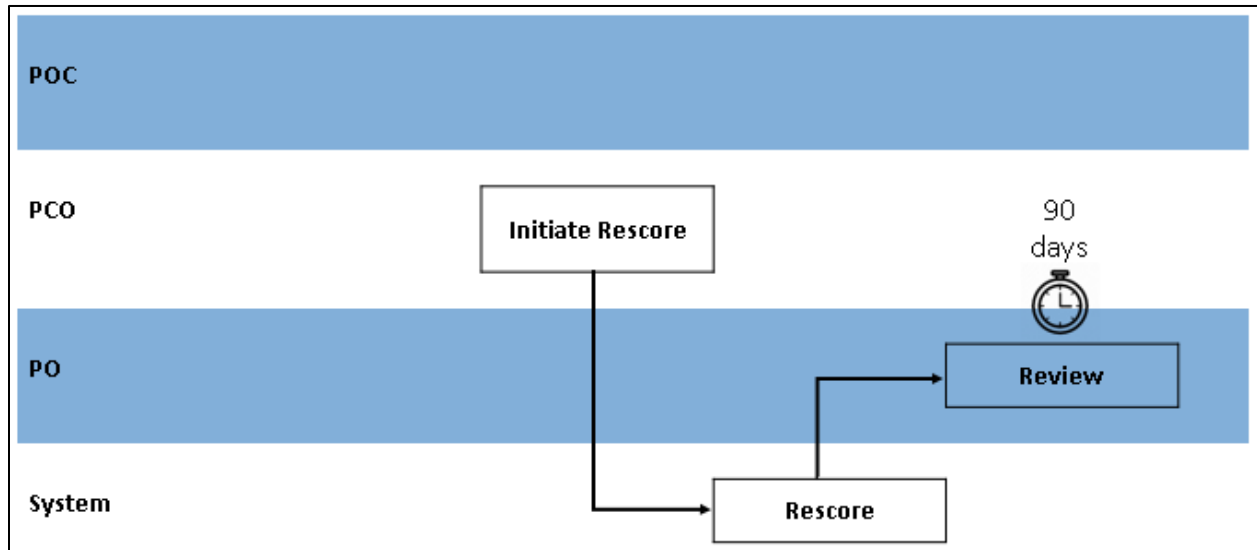 POC
PCO
Initiate Rescore
90
days
PO
Review
System
Rescore